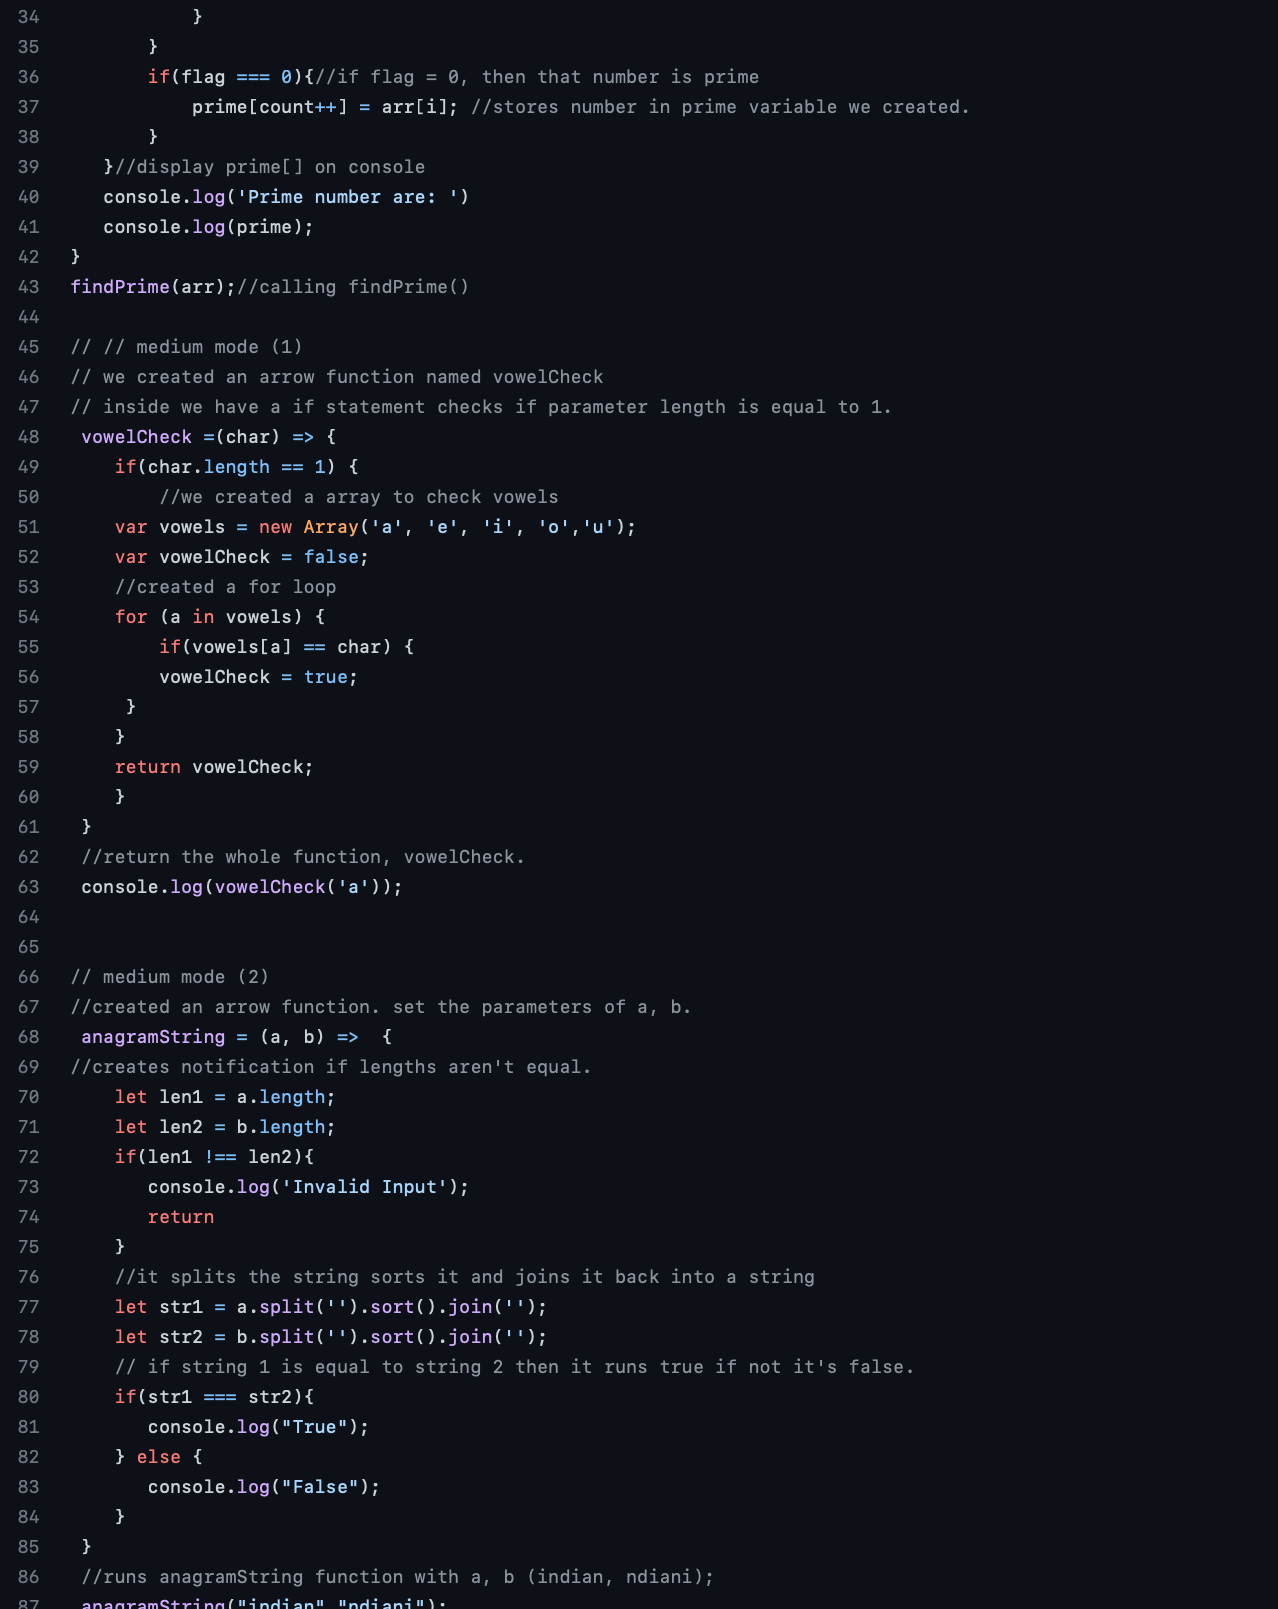 34 }
35 }
36 if(flag === 0){//if flag = 0, then that number is prime
37 prime[count++] = arr[i]; //stores number in prime variable we created.
38 }
39 }//display prime[] on console
40 console.log('Prime number are: ')
41 console.log(prime);
42 }
43 findPrime(arr);//calling findPrime()
44
45 // // medium mode (1)
46 // we created an arrow function named vowelCheck
47 // inside we have a if statement checks if parameter length is equal to 1.
48 vowelCheck =(char) => {
49 if(char.length == 1) {
50 //we created a array to check vowels
51 var vowels = new Array('a', 'e', 'i', 'o','u');
52 var vowelCheck = false;
53 //created a for loop
54 for (a in vowels) {
55 if(vowels[a] == char) {
56 vowelCheck = true;
57 }
58 }
59 return vowelCheck;
60 }
61 }
62 //return the whole function, vowelCheck.
63 console.log(vowelCheck('a'));
64
65
66 // medium mode (2)
67 //created an arrow function. set the parameters of a, b.
68 anagramString = (a, b) =>  {
69 //creates notification if lengths aren't equal.
70 let len1 = a.length;
71 let len2 = b.length;
72 if(len1 !== len2){
73 console.log('Invalid Input');
74 return
75 }
76 //it splits the string sorts it and joins it back into a string
77 let str1 = a.split('').sort().join('');
78 let str2 = b.split('').sort().join('');
79 // if string 1 is equal to string 2 then it runs true if not it's false.
80 if(str1 === str2){
81 console.log("True");
82 } else {
83 console.log("False");
84 }
85 }
86 //runs anagramString function with a, b (indian, ndiani);
87 anagramString("indian","ndiani");